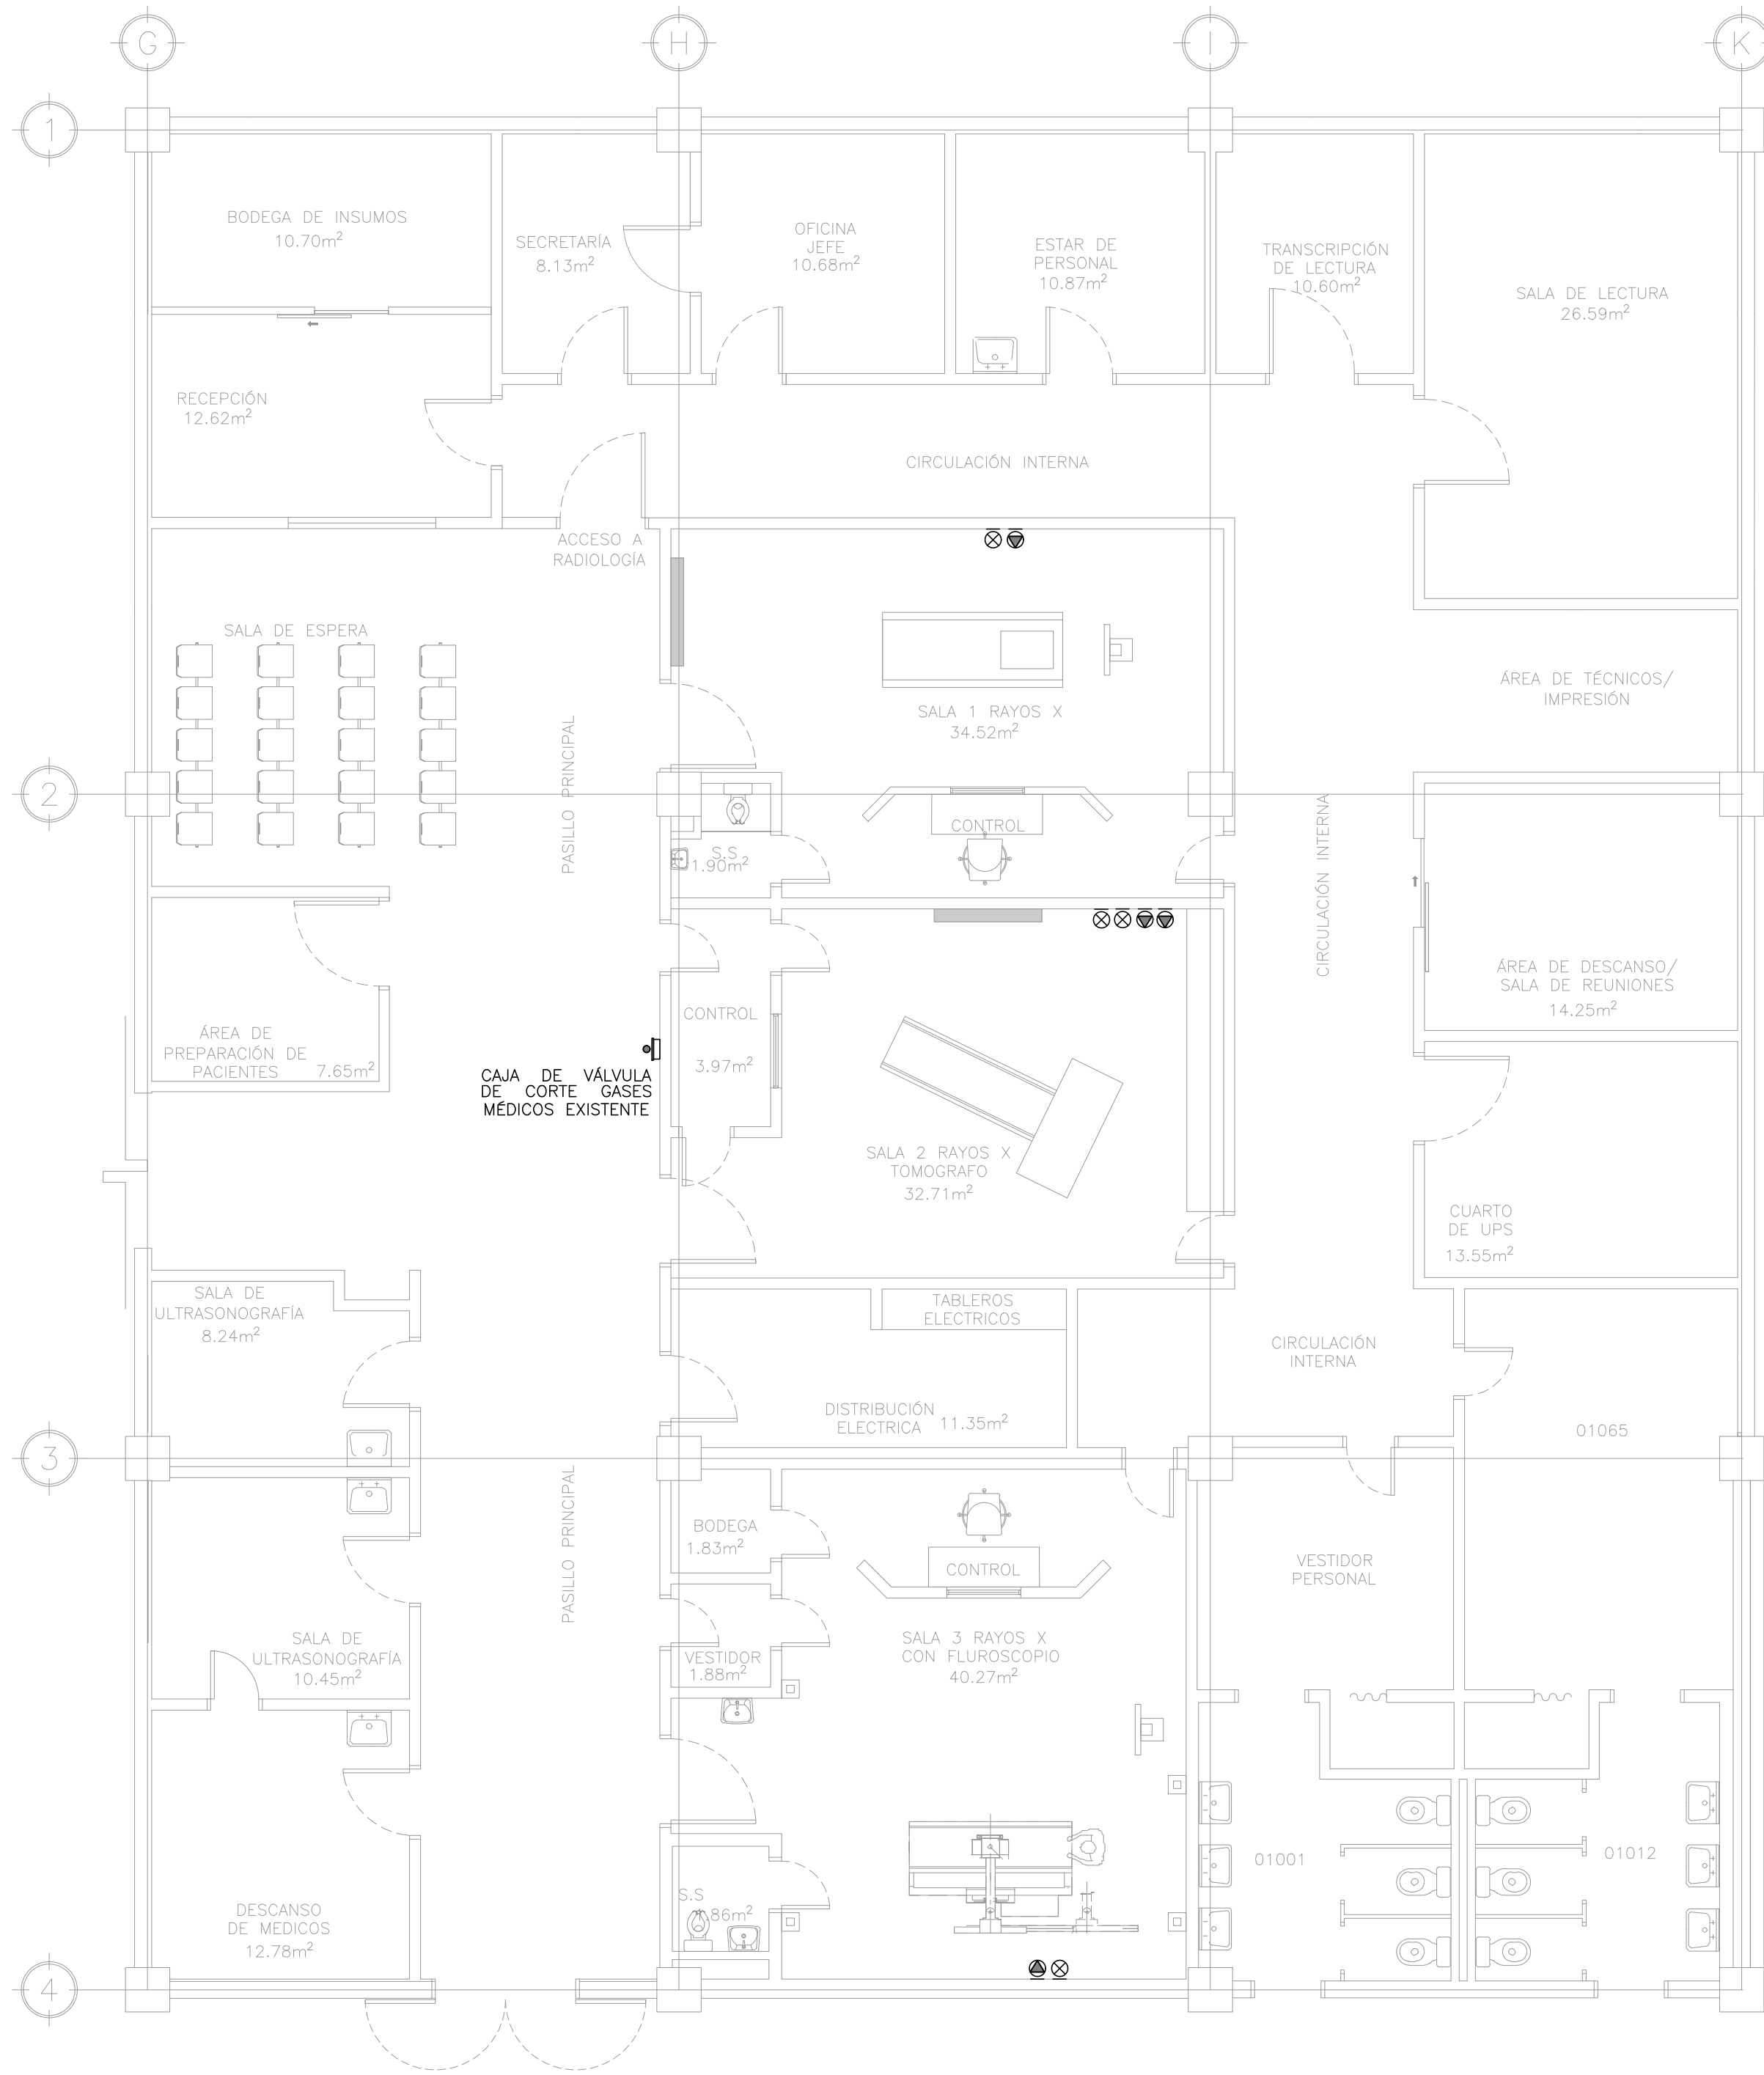 G
H
I
K
1
BODEGA DE INSUMOS
10.70m²
SECRETARÍA
8.13m²
OFICINA
JEFE
10.68m²
ESTAR DE
PERSONAL
10.87m²
TRANSCRIPCIÓN
DE LECTURA
10.60m²
SALA DE LECTURA
26.59m²
RECEPCIÓN
12.62m²
CIRCULACIÓN INTERNA
ACCESO A
RADIOLOGÍA
SALA DE ESPERA
PASILLO PRINCIPAL
SALA 1 RAYOS X
34.52m²
ÁREA DE TÉCNICOS/
IMPRESIÓN
2
CONTROL
S.S
1.90m²
CIRCULACIÓN INTERNA
ÁREA DE DESCANSO/
SALA DE REUNIONES
14.25m²
ÁREA DE
PREPARACIÓN DE
PACIENTES 7.65m²
CONTROL
3.97m²
CAJA DE VÁLVULA
DE CORTE GASES
MÉDICOS EXISTENTE
SALA 2 RAYOS X
TOMOGRAFO
32.71m²
CUARTO
DE UPS
13.55m²
SALA DE
ULTRASONOGRAFÍA
8.24m²
TABLEROS
ELECTRICOS
CIRCULACIÓN
INTERNA
DISTRIBUCIÓN
ELECTRICA 11.35m²
01065
3
PASILLO PRINCIPAL
BODEGA
1.83m²
CONTROL
VESTIDOR
PERSONAL
SALA DE
ULTRASONOGRAFÍA
10.45m²
VESTIDOR
1.88m²
SALA 3 RAYOS X
CON FLUROSCOPIO
40.27m²
01001
01012
S.S
.86m²
DESCANSO
DE MEDICOS
12.78m²
4